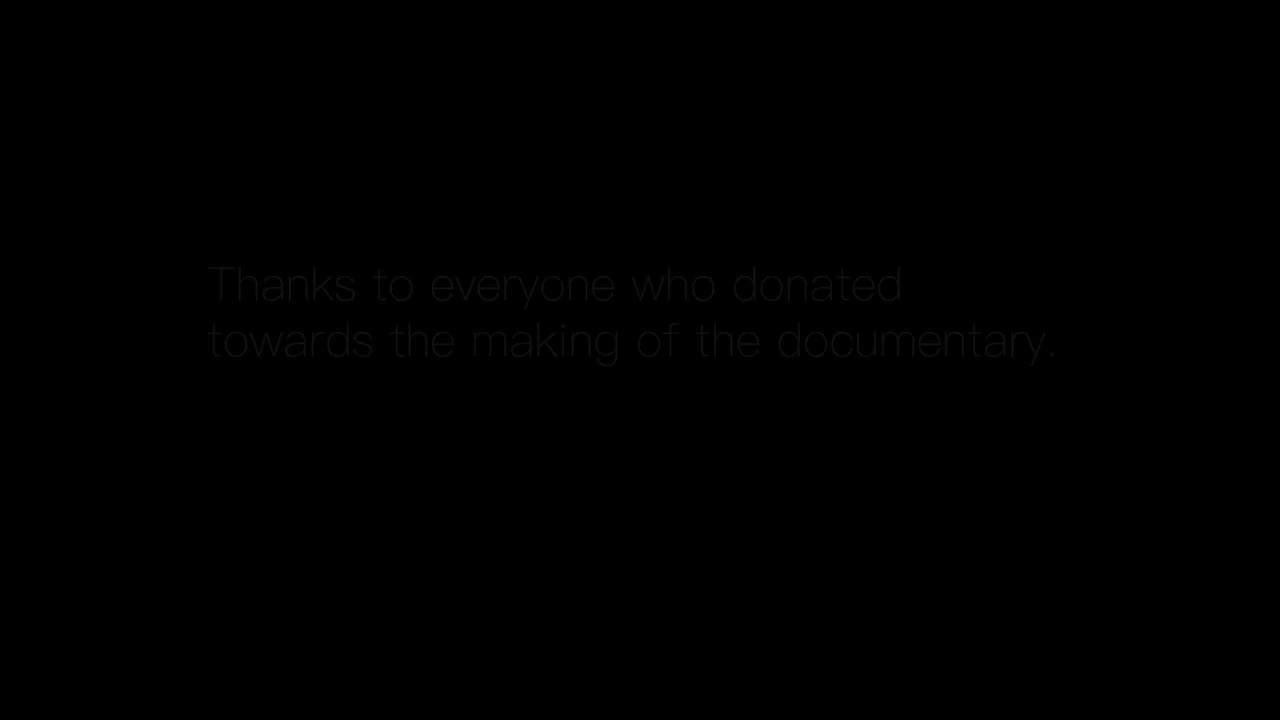 Thanks to everyone who donated
towards the making of the documentary.